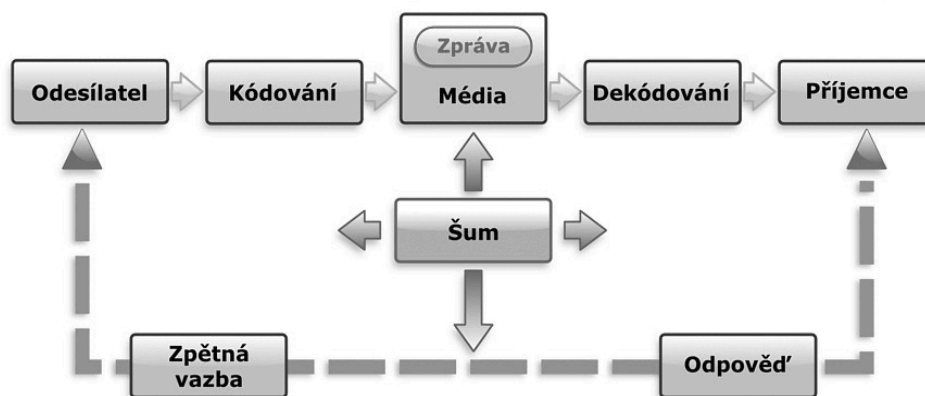 Zpráva
Odesílatel
Kódování
Média
Dekódování
Příjemce
Šum
Zpětná
vazba
Odpověď